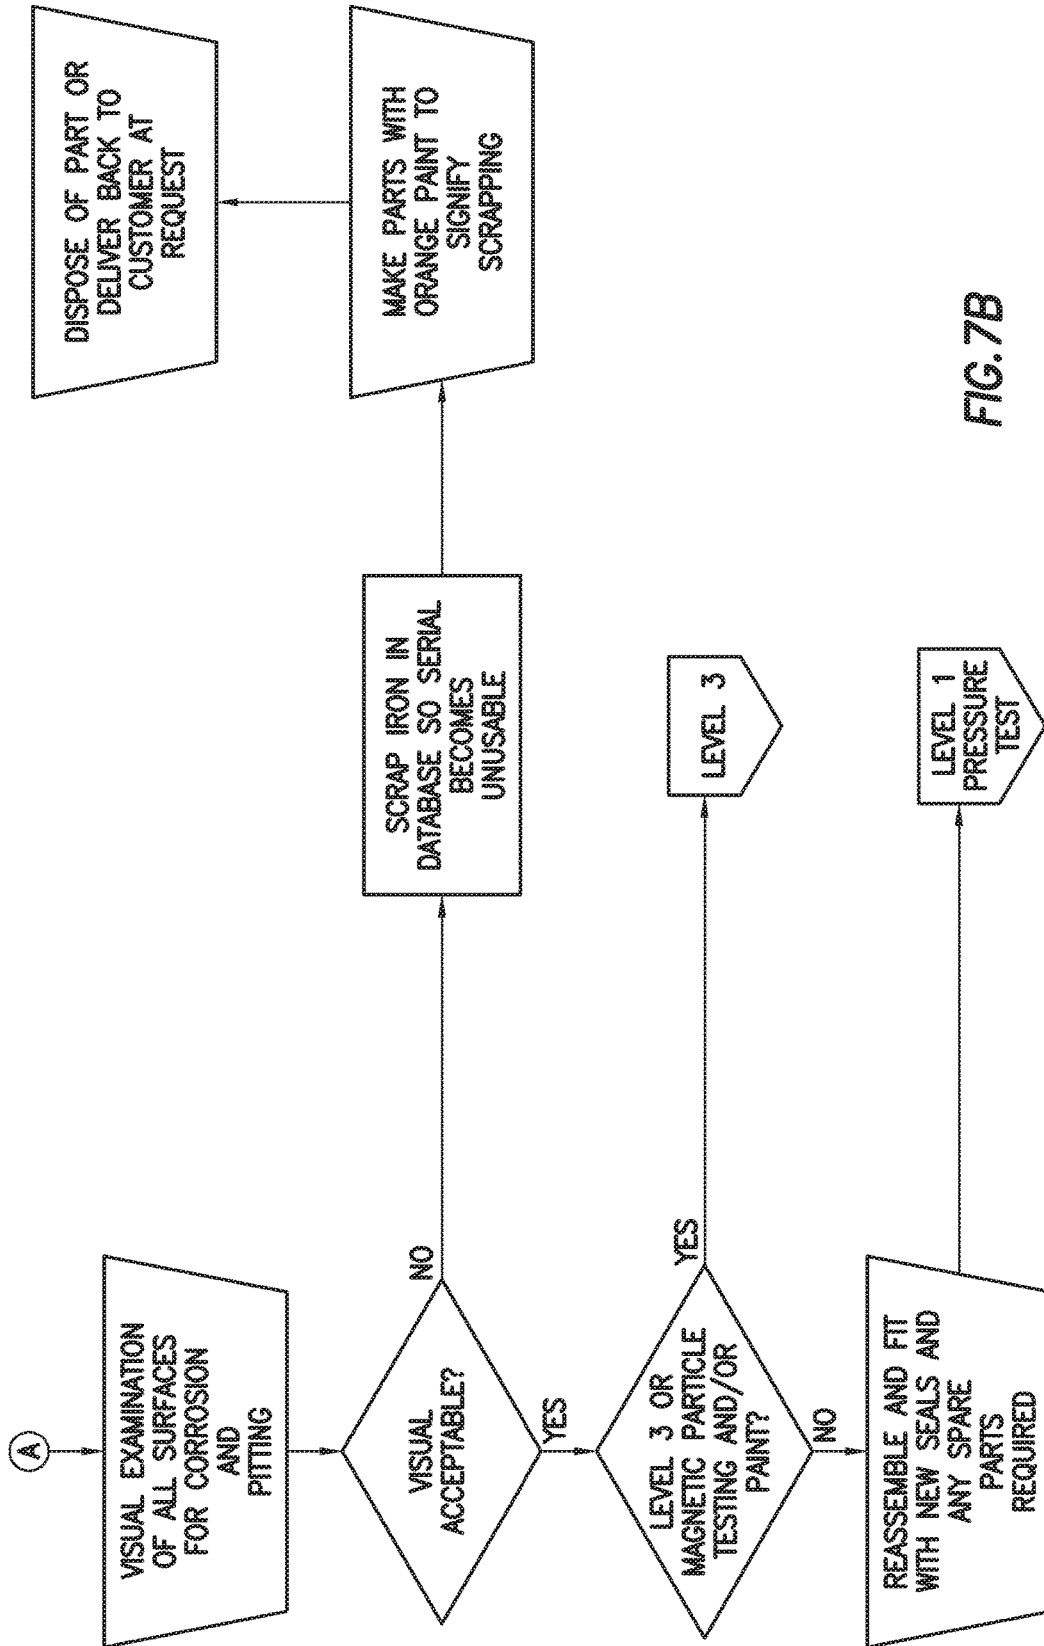 A
VISUAL EXAMINATION
OF ALL SURFACES
FOR CORROSION
AND
PITTING
VISUAL
ACCEPTABLE?
NO
YES
SCRAP IRON IN
DATABASE SO SERIAL
BECOMES
UNUSABLE
MAKE PARTS WITH
ORANGE PAINT TO
SIGNIFY
SCRAPPING
DISPOSE OF PART OR
DELIVER BACK TO
CUSTOMER AT
REQUEST
LEVEL 3 OR
MAGNETIC PARTICLE
TESTING AND/OR
PAINT?
YES
NO
LEVEL 3
REASSEMBLE AND FIT
WITH NEW SEALS AND
ANY SPARE
PARTS
REQUIRED
LEVEL 1
PRESSURE
TEST
FIG.7B